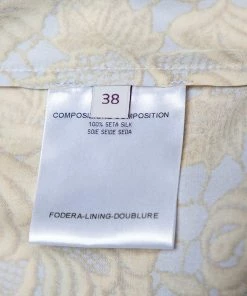 38
COMPOSIZIONE COMPOSITION
100% SETA SILK
SOIE SEIDE SEDA
FODERA-LINING-DOUBLURE